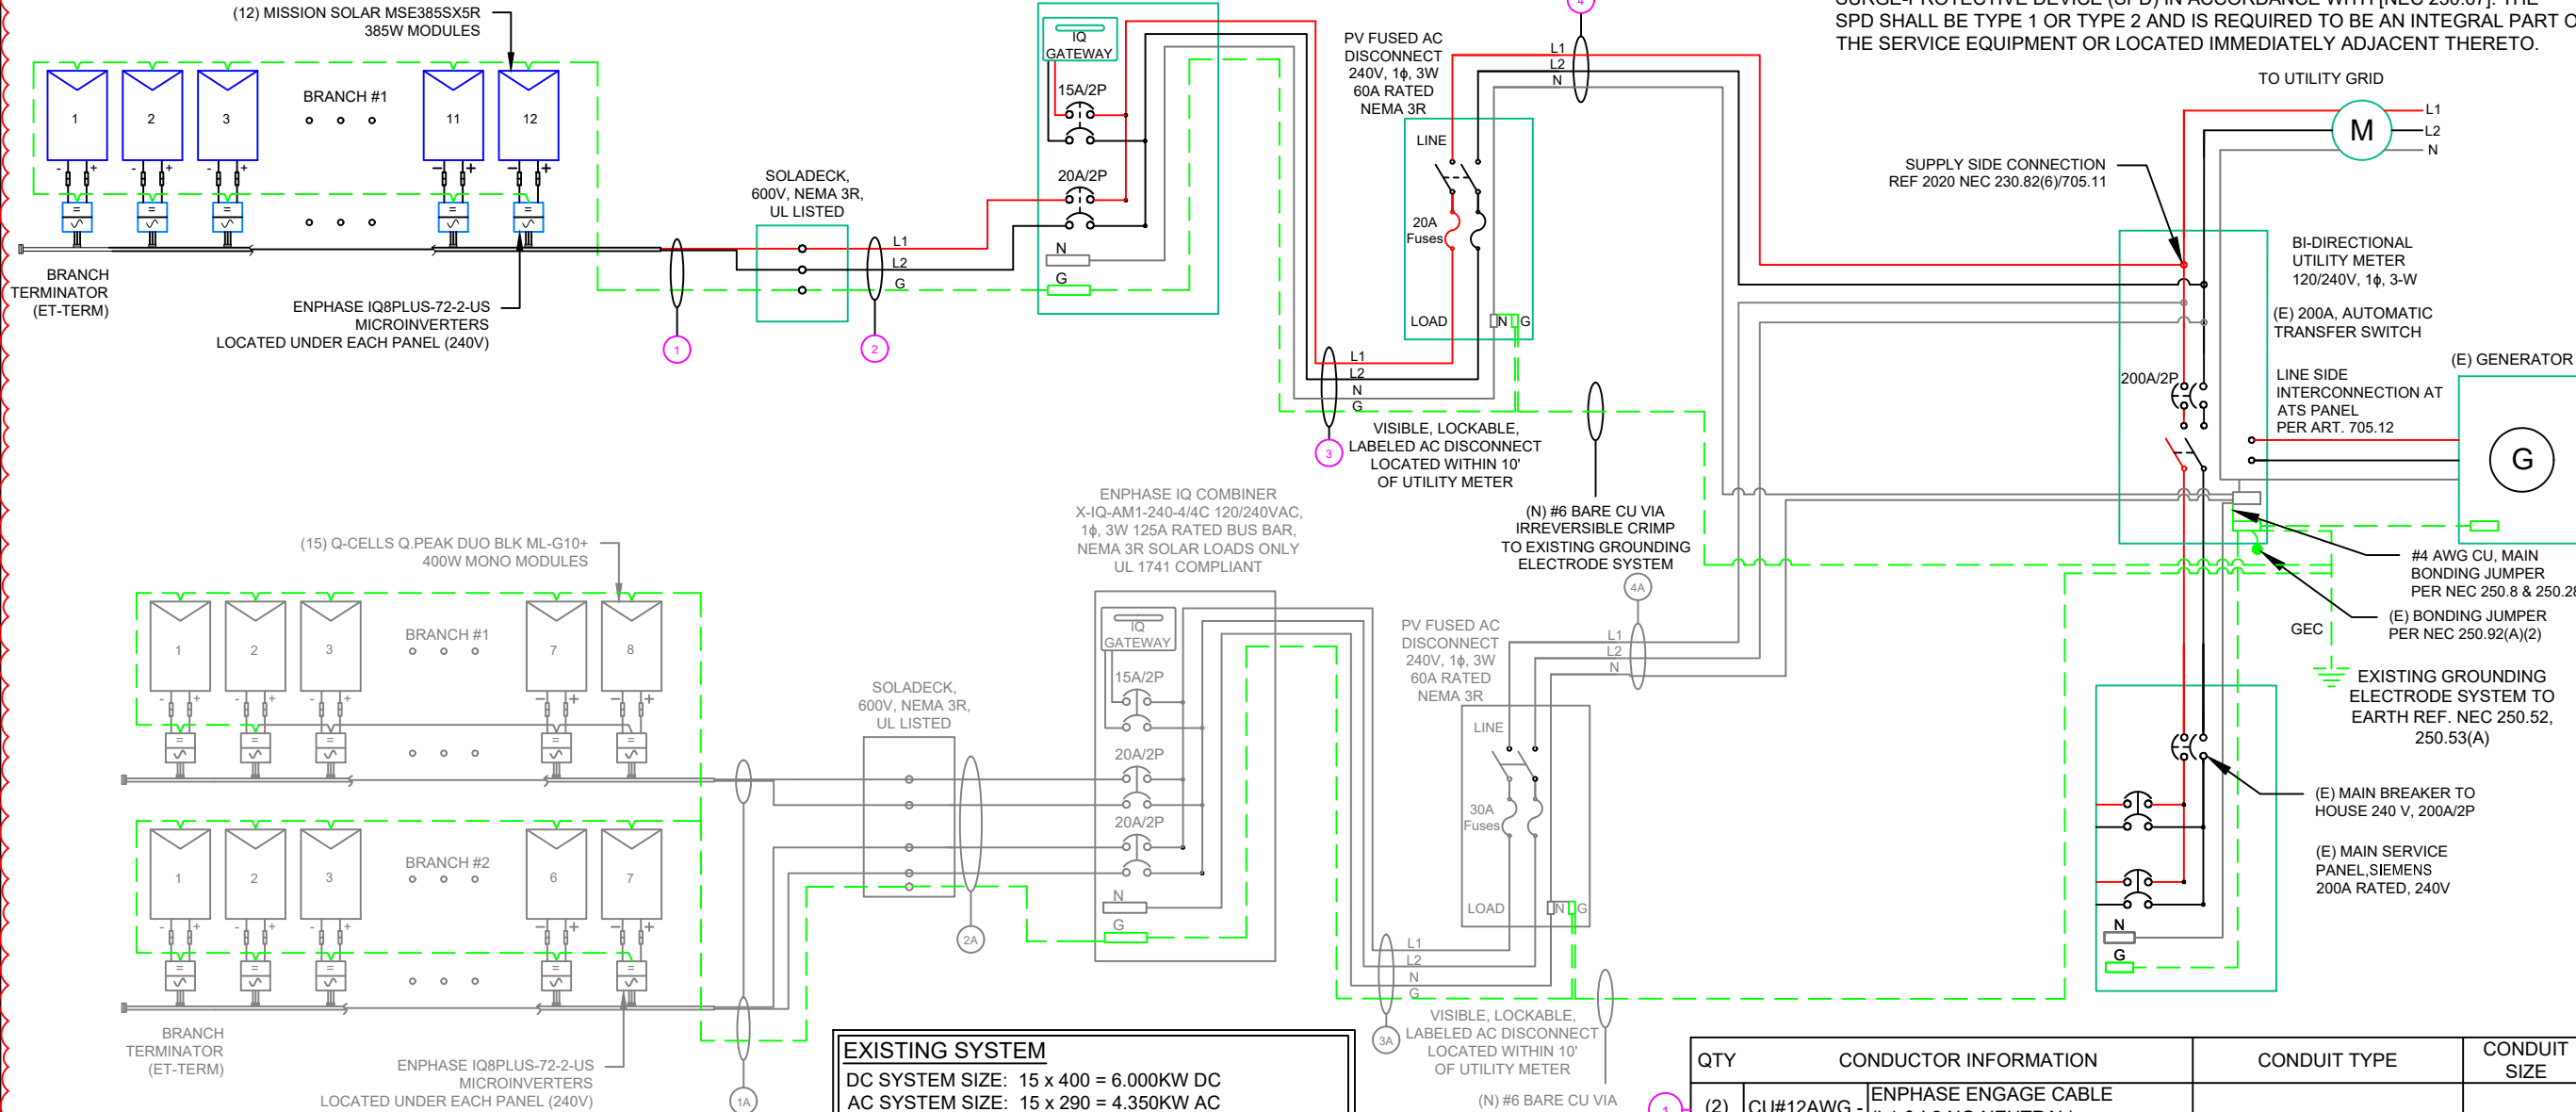 (12) MISSION SOLAR MSE385SX5R
385W MODULES
1
2
3
BRANCH #1
11
12
- +
- +
- +
- +
- +
=
=
=
=
=
BRANCH
TERMINATOR
(ET-TERM)
ENPHASE IQ8PLUS-72-2-US
MICROINVERTERS
LOCATED UNDER EACH PANEL (240V)
1
SOLADECK,
600V, NEMA 3R,
UL LISTED
L1
L2
G
2
IQ
GATEWAY
15A/2P
20A/2P
N
G
L1
L2
N
G
3
PV FUSED AC
DISCONNECT
240V, 1ϕ, 3W
60A RATED
NEMA 3R
LINE
20A
Fuses
LOAD
N G
VISIBLE, LOCKABLE,
LABELED AC DISCONNECT
LOCATED WITHIN 10'
OF UTILITY METER
L1
L2
N
4
(N) #6 BARE CU VIA
IRREVERSIBLE CRIMP
TO EXISTING GROUNDING
ELECTRODE SYSTEM
SPD SHALL BE TYPE 1 OR TYPE 2 AND IS REQUIRED TO BE AN INTEGRAL PART O
THE SERVICE EQUIPMENT OR LOCATED IMMEDIATELY ADJACENT THERETO.
TO UTILITY GRID
M
L1
L2
N
SUPPLY SIDE CONNECTION
REF 2020 NEC 230.82(6)/705.11
BI-DIRECTIONAL
UTILITY METER
120/240V, 1ϕ, 3-W
(E) 200A, AUTOMATIC
TRANSFER SWITCH
(E) GENERATOR
200A/2P
LINE SIDE
INTERCONNECTION AT
ATS PANEL
PER ART. 705.12
G
#4 AWG CU, MAIN
BONDING JUMPER
PER NEC 250.8 & 250.28
(E) BONDING JUMPER
PER NEC 250.92(A)(2)
GEC
EXISTING GROUNDING
ELECTRODE SYSTEM TO
EARTH REF. NEC 250.52,
250.53(A)
(E) MAIN BREAKER TO
HOUSE 240 V, 200A/2P
(E) MAIN SERVICE
PANEL,SIEMENS
200A RATED, 240V
N
G
(15) Q-CELLS Q.PEAK DUO BLK ML-G10+
400W MONO MODULES
1
2
3
BRANCH #1
7
8
- +
- +
- +
- +
- +
=
=
=
=
=
1
2
3
BRANCH #2
6
7
- +
- +
- +
- +
- +
=
=
=
=
=
BRANCH
TERMINATOR
(ET-TERM)
ENPHASE IQ8PLUS-72-2-US
MICROINVERTERS
LOCATED UNDER EACH PANEL (240V)
1A
SOLADECK,
600V, NEMA 3R,
UL LISTED
2A
ENPHASE IQ COMBINER
X-IQ-AM1-240-4/4C 120/240VAC,
1ϕ, 3W 125A RATED BUS BAR,
NEMA 3R SOLAR LOADS ONLY
UL 1741 COMPLIANT
IQ
GATEWAY
15A/2P
20A/2P
20A/2P
N
G
L1
L2
N
G
3A
PV FUSED AC
DISCONNECT
240V, 1ϕ, 3W
60A RATED
NEMA 3R
LINE
30A
Fuses
LOAD
N G
L1
L2
N
4A
VISIBLE, LOCKABLE,
LABELED AC DISCONNECT
LOCATED WITHIN 10'
OF UTILITY METER
(N) #6 BARE CU VIA
EXISTING SYSTEM
DC SYSTEM SIZE: 15 x 400 = 6.000KW DC
AC SYSTEM SIZE: 15 x 290 = 4.350KW AC
QTY CONDUCTOR INFORMATION CONDUIT TYPE CONDUIT SIZE
1 (2) CU#12AWG - ENPHASE ENGAGE CABLE